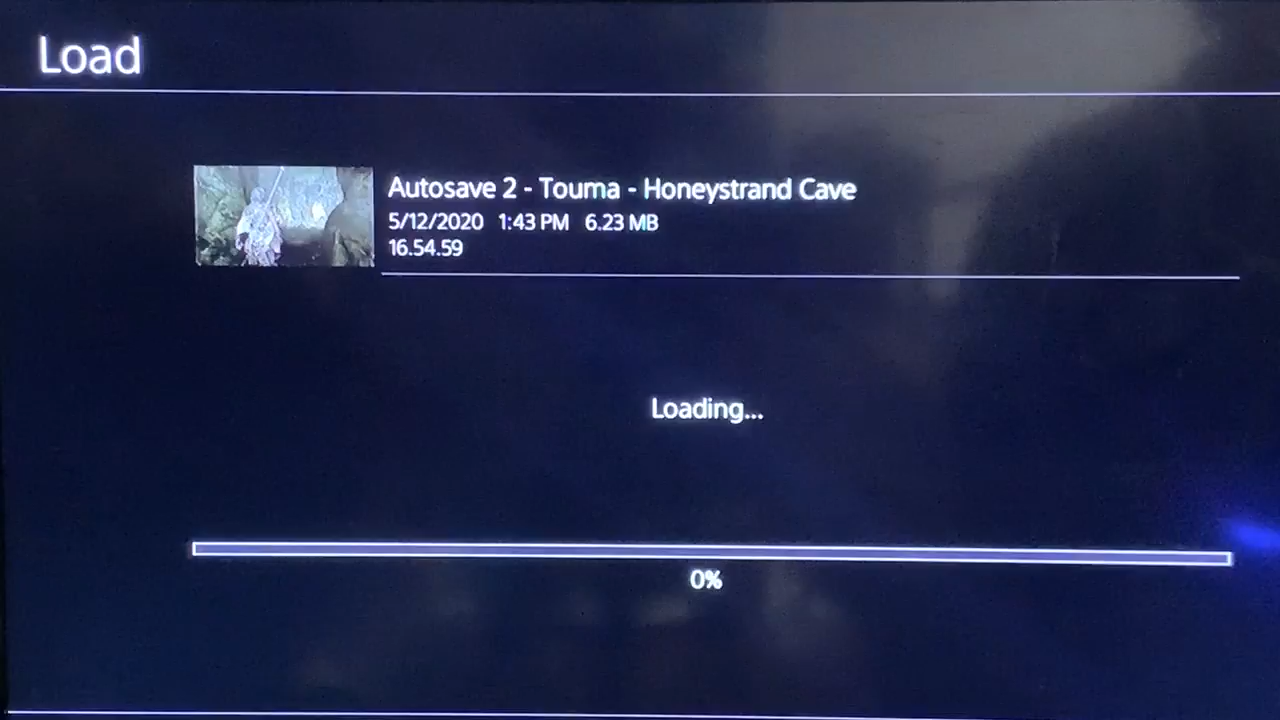 Load
Autosave 2 - Touma - Honeystrand Cave
5/12/2020 1:43 PM 6.23 MB
16.54.59
Loading...
0%